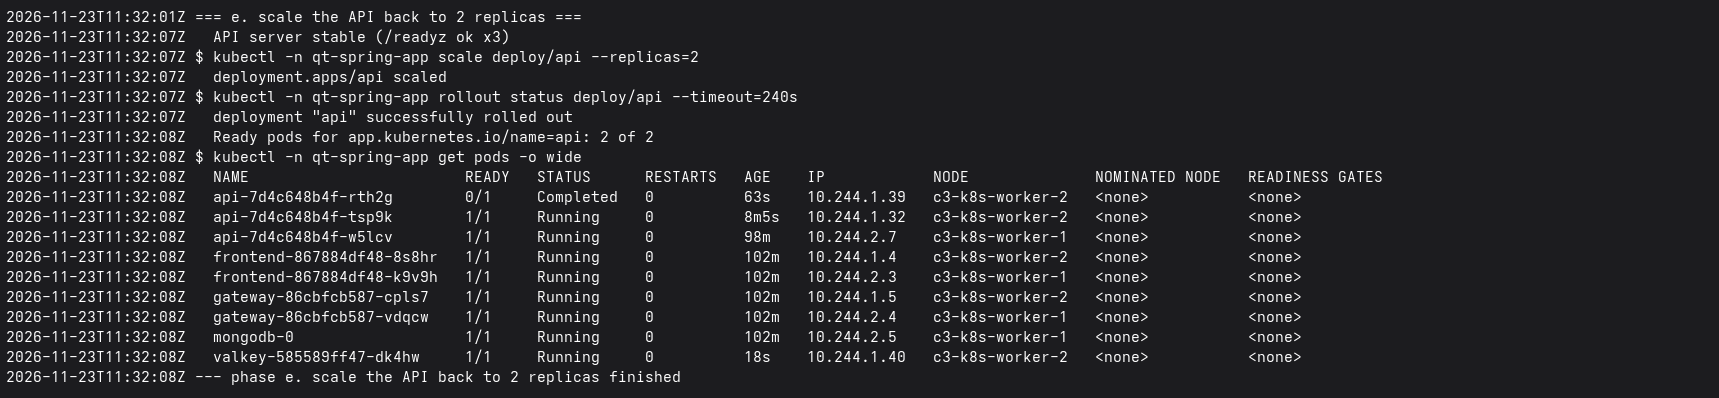 2026-11-23T11:32:01Z === e. scale the API back to 2 replicas ===
2026-11-23T11:32:07Z   API server stable (/readyz ok x3)
2026-11-23T11:32:07Z $ kubectl -n qt-spring-app scale deploy/api --replicas=2
2026-11-23T11:32:07Z   deployment.apps/api scaled
2026-11-23T11:32:07Z $ kubectl -n qt-spring-app rollout status deploy/api --timeout=240s
2026-11-23T11:32:07Z   deployment "api" successfully rolled out
2026-11-23T11:32:08Z   Ready pods for app.kubernetes.io/name=api: 2 of 2
2026-11-23T11:32:08Z $ kubectl -n qt-spring-app get pods -o wide
2026-11-23T11:32:08Z   NAME                        READY   STATUS      RESTARTS   AGE    IP            NODE              NOMINATED NODE   READINESS GATES
2026-11-23T11:32:08Z   api-7d4c648b4f-rth2g        0/1     Completed   0          63s    10.244.1.39   c3-k8s-worker-2   <none>           <none>
2026-11-23T11:32:08Z   api-7d4c648b4f-tsp9k        1/1     Running     0          8m5s   10.244.1.32   c3-k8s-worker-2   <none>           <none>
2026-11-23T11:32:08Z   api-7d4c648b4f-w5lcv        1/1     Running     0          98m    10.244.2.7    c3-k8s-worker-1   <none>           <none>
2026-11-23T11:32:08Z   frontend-867884df48-8s8hr   1/1     Running     0          102m   10.244.1.4    c3-k8s-worker-2   <none>           <none>
2026-11-23T11:32:08Z   frontend-867884df48-k9v9h   1/1     Running     0          102m   10.244.2.3    c3-k8s-worker-1   <none>           <none>
2026-11-23T11:32:08Z   gateway-86cbfcb587-cpls7    1/1     Running     0          102m   10.244.1.5    c3-k8s-worker-2   <none>           <none>
2026-11-23T11:32:08Z   gateway-86cbfcb587-vdqcw    1/1     Running     0          102m   10.244.2.4    c3-k8s-worker-1   <none>           <none>
2026-11-23T11:32:08Z   mongodb-0                   1/1     Running     0          102m   10.244.2.5    c3-k8s-worker-1   <none>           <none>
2026-11-23T11:32:08Z   valkey-585589ff47-dk4hw     1/1     Running     0          18s    10.244.1.40   c3-k8s-worker-2   <none>           <none>
2026-11-23T11:32:08Z --- phase e. scale the API back to 2 replicas finished